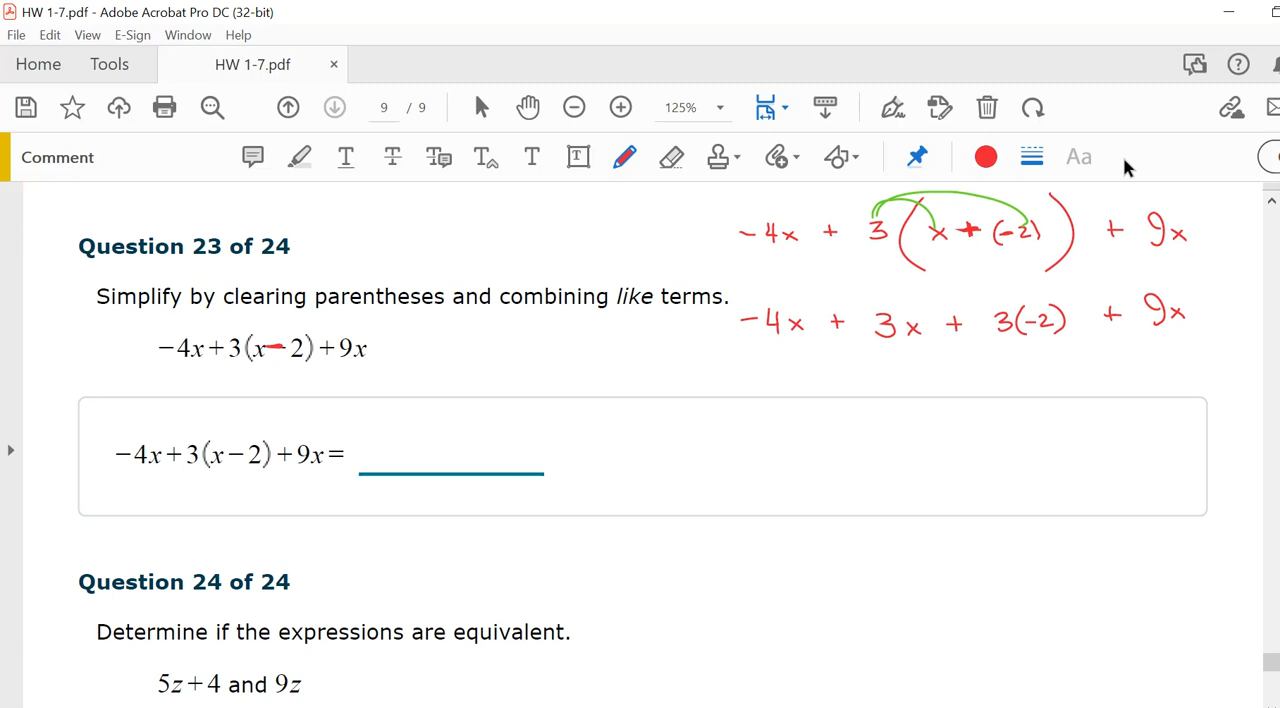 HW 1-7.pdf - Adobe Acrobat Pro DC (32-bit)
File Edit View E-Sign Window Help
Home Tools HW 1-7.pdf ×
9 / 9 125%
Comment Aa
-4x + 3(x + (-2)) + 9x
Question 23 of 24
Simplify by clearing parentheses and combining like terms.
-4x + 3x + 3(-2) + 9x
−4x+3(x−2)+9x
−4x+3(x−2)+9x=
Question 24 of 24
Determine if the expressions are equivalent.
5z+4 and 9z